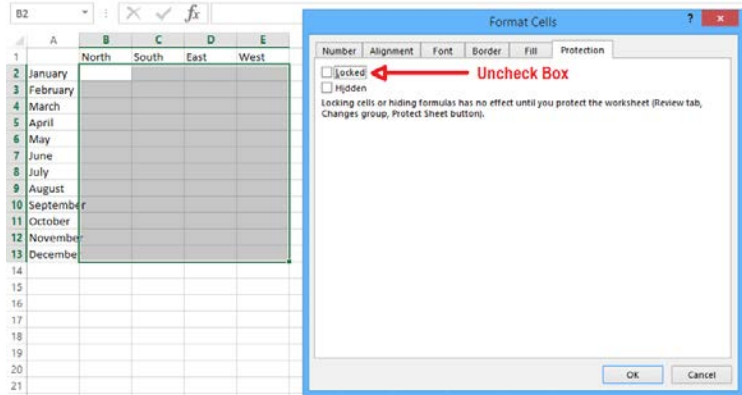 B2
fx
A B C D E
1 North South East West
2 January
3 February
4 March
5 April
6 May
7 June
8 July
9 August
10 September
11 October
12 November
13 Decembe
14
15
16
17
18
19
20
21
Format Cells
?
x
Number Alignment Font Border Fill Protection
Locked Uncheck Box
Hidden
Locking cells or hiding formulas has no effect until you protect the worksheet (Review tab,
Changes group, Protect Sheet button).
OK Cancel